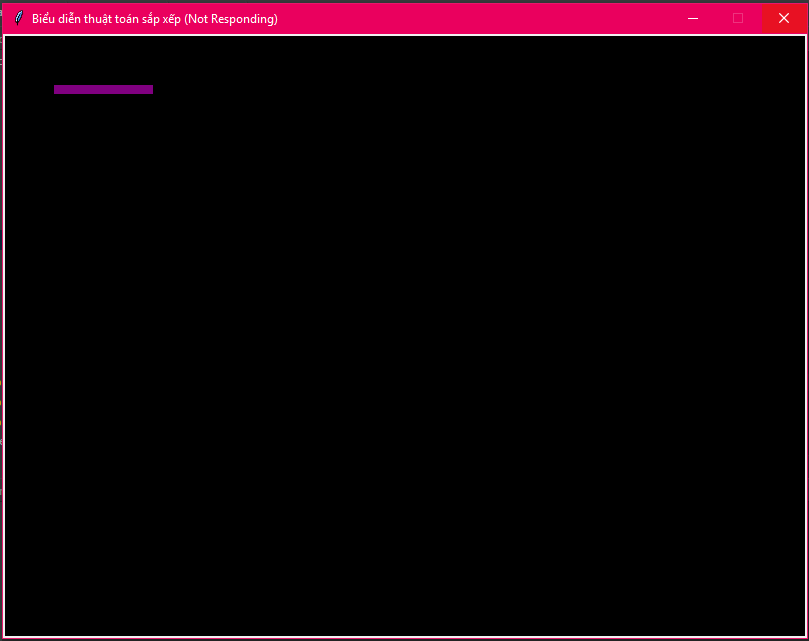 Biểu diễn thuật toán sắp xếp (Not Responding)